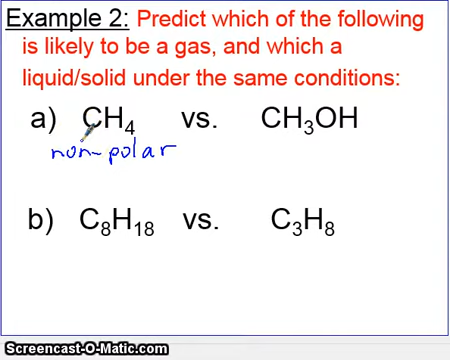 Example 2: Predict which of the following
is likely to be a gas, and which a
liquid/solid under the same conditions:
a) CH₄ vs. CH₃OH
non-polar
b) C₈H₁₈ vs. C₃H₈
Screencast-O-Matic.com